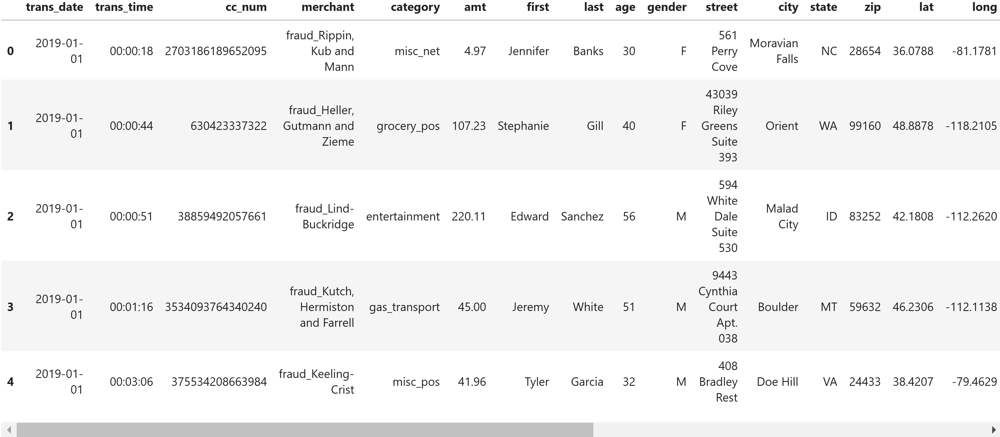 trans_date trans_time cc_num merchant category amt first last age gender street city state zip lat long
0 2019-01-01 00:00:18 2703186189652095 fraud_Rippin, Kub and Mann misc_net 4.97 Jennifer Banks 30 F 561 Perry Cove Moravian Falls NC 28654 36.0788 -81.1781
1 2019-01-01 00:00:44 630423337322 fraud_Heller, Gutmann and Zieme grocery_pos 107.23 Stephanie Gill 40 F 43039 Riley Greens Suite 393 Orient WA 99160 48.8878 -118.2105
2 2019-01-01 00:00:51 38859492057661 fraud_Lind-Buckridge entertainment 220.11 Edward Sanchez 56 M 594 White Dale Suite 530 Malad City ID 83252 42.1808 -112.2620
3 2019-01-01 00:01:16 3534093764340240 fraud_Kutch, Hermiston and Farrell gas_transport 45.00 Jeremy White 51 M 9443 Cynthia Court Apt. 038 Boulder MT 59632 46.2306 -112.1138
4 2019-01-01 00:03:06 375534208663984 fraud_Keeling-Crist misc_pos 41.96 Tyler Garcia 32 M 408 Bradley Rest Doe Hill VA 24433 38.4207 -79.4629